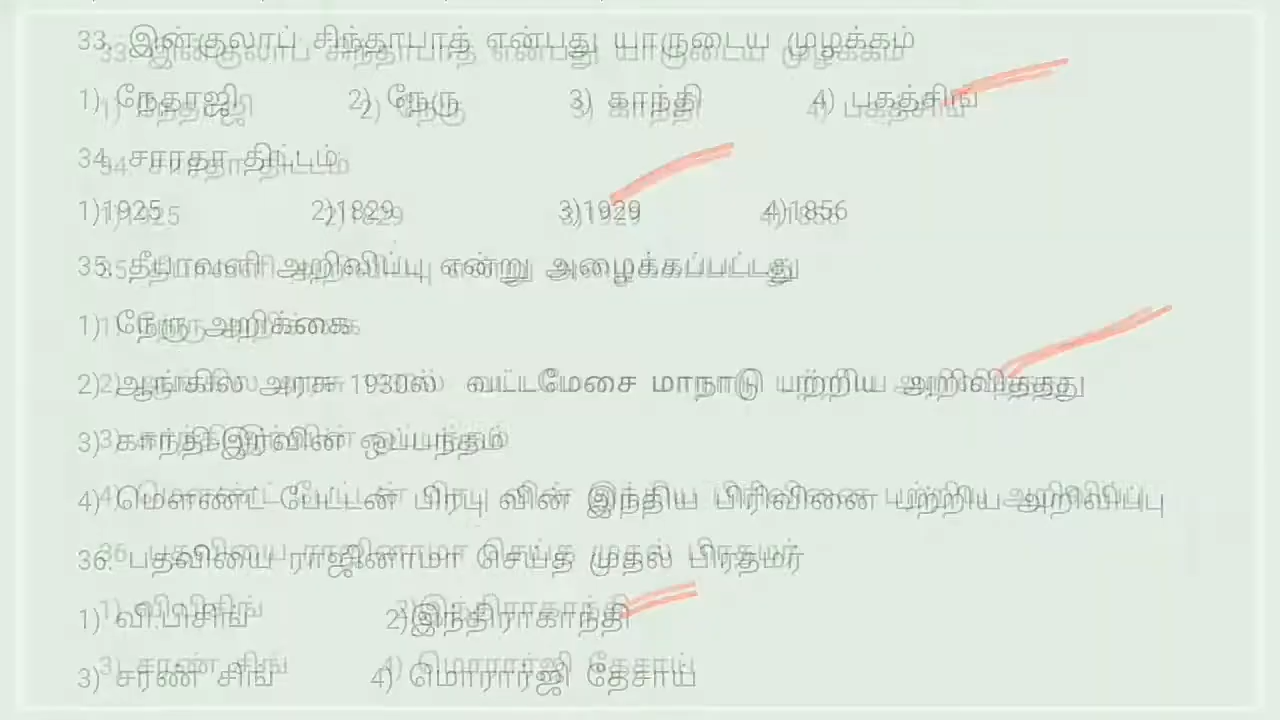 33. இன்குலாப் சிந்தாபாத் என்பது யாருடைய முழக்கம்
1) நேதாஜி 2) நேரு 3) காந்தி 4) பகத்சிங்
34. சாரதா திட்டம்
1)1925 2)1829 3)1929 4)1856
35. தீபாவளி அறிவிப்பு என்று அழைக்கப்பட்டது
1) நேரு அறிக்கை
2) ஆங்கில அரசு 1930ல் வட்டமேசை மாநாடு பற்றிய அறிவித்தது
3) காந்தி-இர்வின் ஒப்பந்தம்
4) மௌண்ட் பேட்டன் பிரபு வின் இந்திய பிரிவினை பற்றிய அறிவிப்பு
36. பதவியை ராஜினாமா செய்த முதல் பிரதமர்
1) வி.பிசிங் 2)இந்திராகாந்தி
3) சரண் சிங் 4) மொரார்ஜி தேசாய்